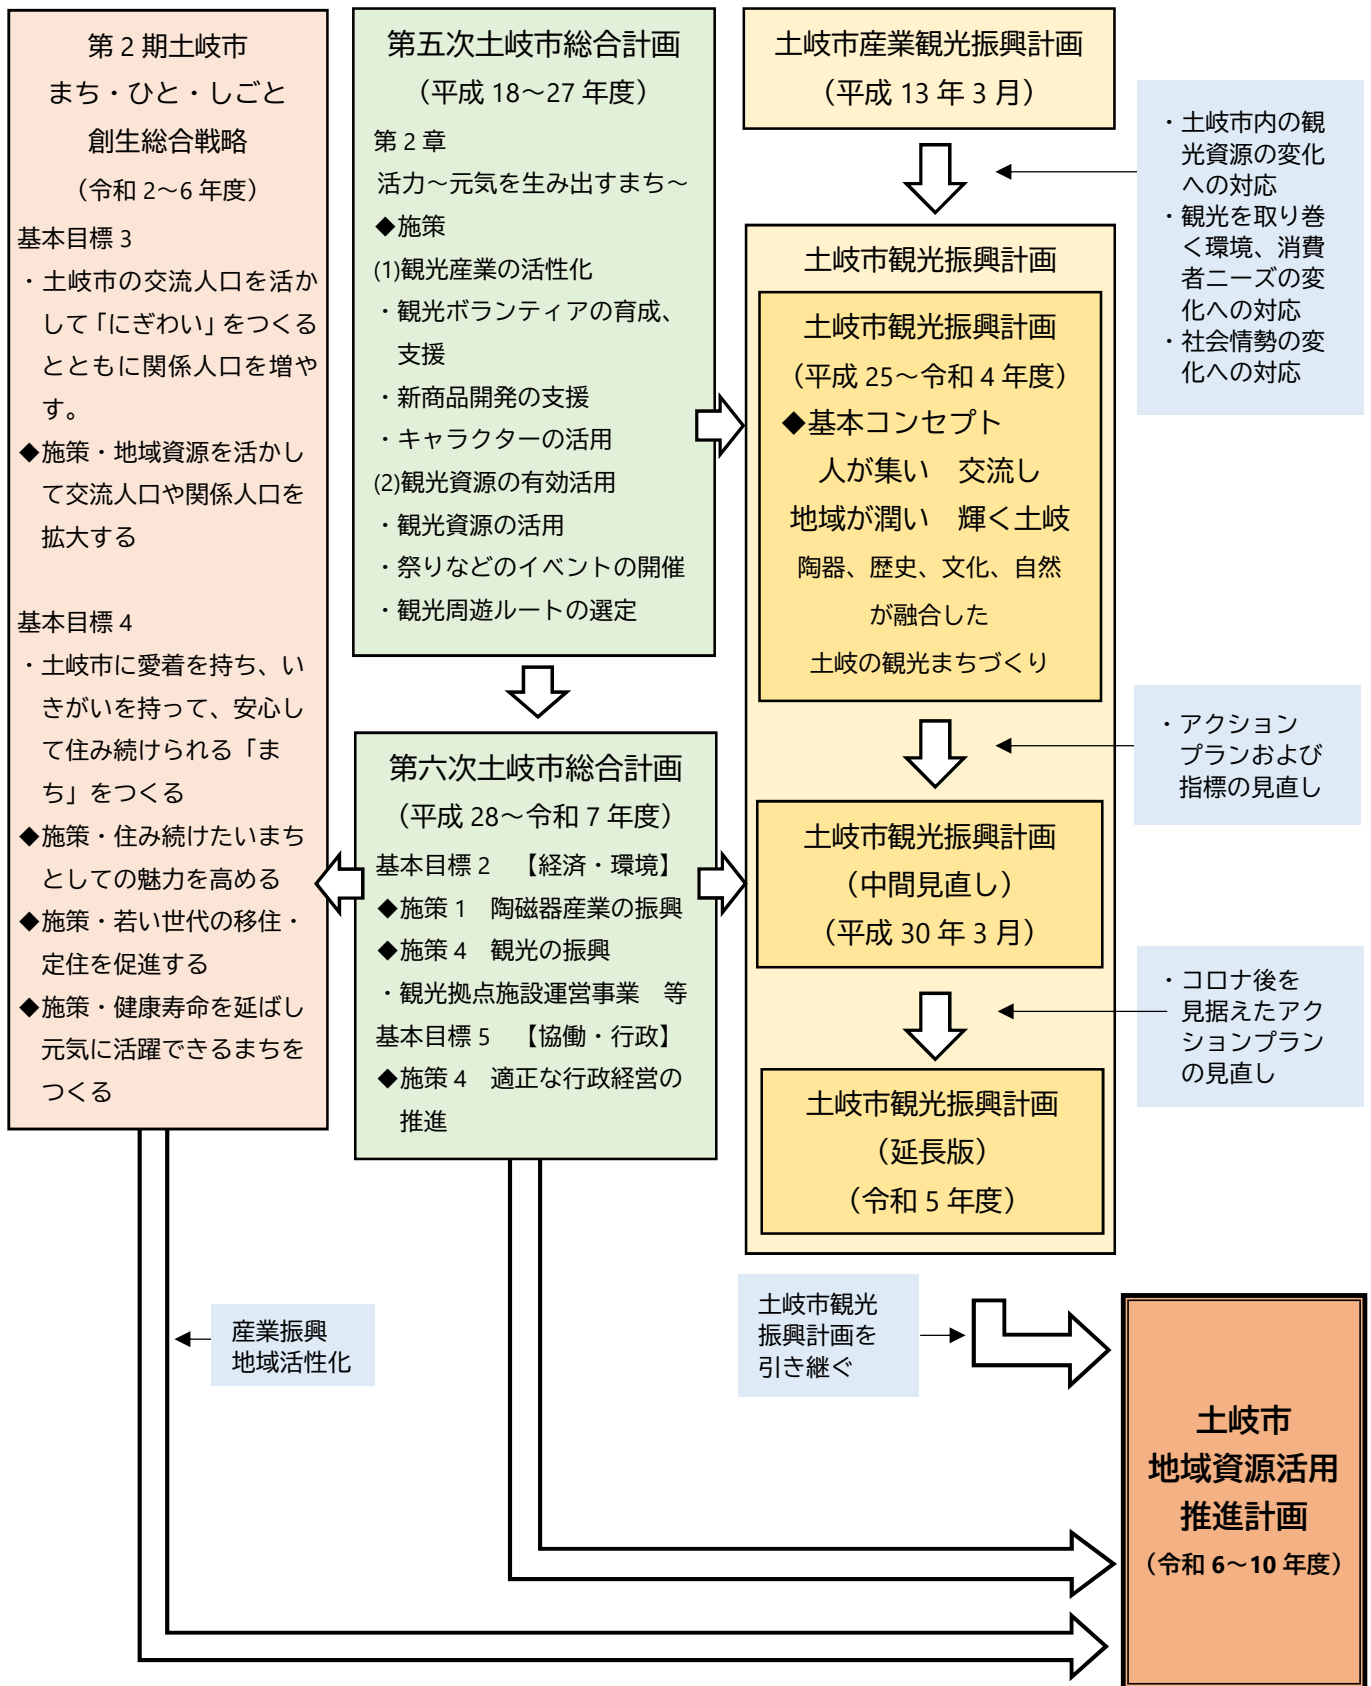 第 2 期土岐市
まち・ひと・しごと
創生総合戦略
（令和 2～6 年度）
基本目標 3
・土岐市の交流人口を活か
して「にぎわい」をつくる
とともに関係人口を増や
す。
◆施策・地域資源を活かし
て交流人口や関係人口を
拡大する
基本目標 4
・土岐市に愛着を持ち、い
きがいを持って、安心し
て住み続けられる「ま
ち」をつくる
◆施策・住み続けたいまち
としての魅力を高める
◆施策・若い世代の移住・
定住を促進する
◆施策・健康寿命を延ばし
元気に活躍できるまちを
つくる
第五次土岐市総合計画
（平成 18～27 年度）
第 2 章
活力～元気を生み出すまち～
◆施策
(1)観光産業の活性化
・観光ボランティアの育成、
支援
・新商品開発の支援
・キャラクターの活用
(2)観光資源の有効活用
・観光資源の活用
・祭りなどのイベントの開催
・観光周遊ルートの選定
第六次土岐市総合計画
（平成 28～令和 7 年度）
基本目標 2　【経済・環境】
◆施策 1　陶磁器産業の振興
◆施策 4　観光の振興
・観光拠点施設運営事業　等
基本目標 5　【協働・行政】
◆施策 4　適正な行政経営の
推進
土岐市産業観光振興計画
（平成 13 年 3 月）
土岐市観光振興計画
土岐市観光振興計画
（平成 25～令和 4 年度）
◆基本コンセプト
人が集い　交流し
地域が潤い　輝く土岐
陶器、歴史、文化、自然
が融合した
土岐の観光まちづくり
土岐市観光振興計画
（中間見直し）
（平成 30 年 3 月）
土岐市観光振興計画
（延長版）
（令和 5 年度）
・土岐市内の観
光資源の変化
への対応
・観光を取り巻
く環境、消費
者ニーズの変
化への対応
・社会情勢の変
化への対応
・アクション
プランおよび
指標の見直し
・コロナ後を
見据えたアク
ションプラン
の見直し
産業振興
地域活性化
土岐市観光
振興計画を
引き継ぐ
土岐市
地域資源活用
推進計画
（令和 6～10 年度）